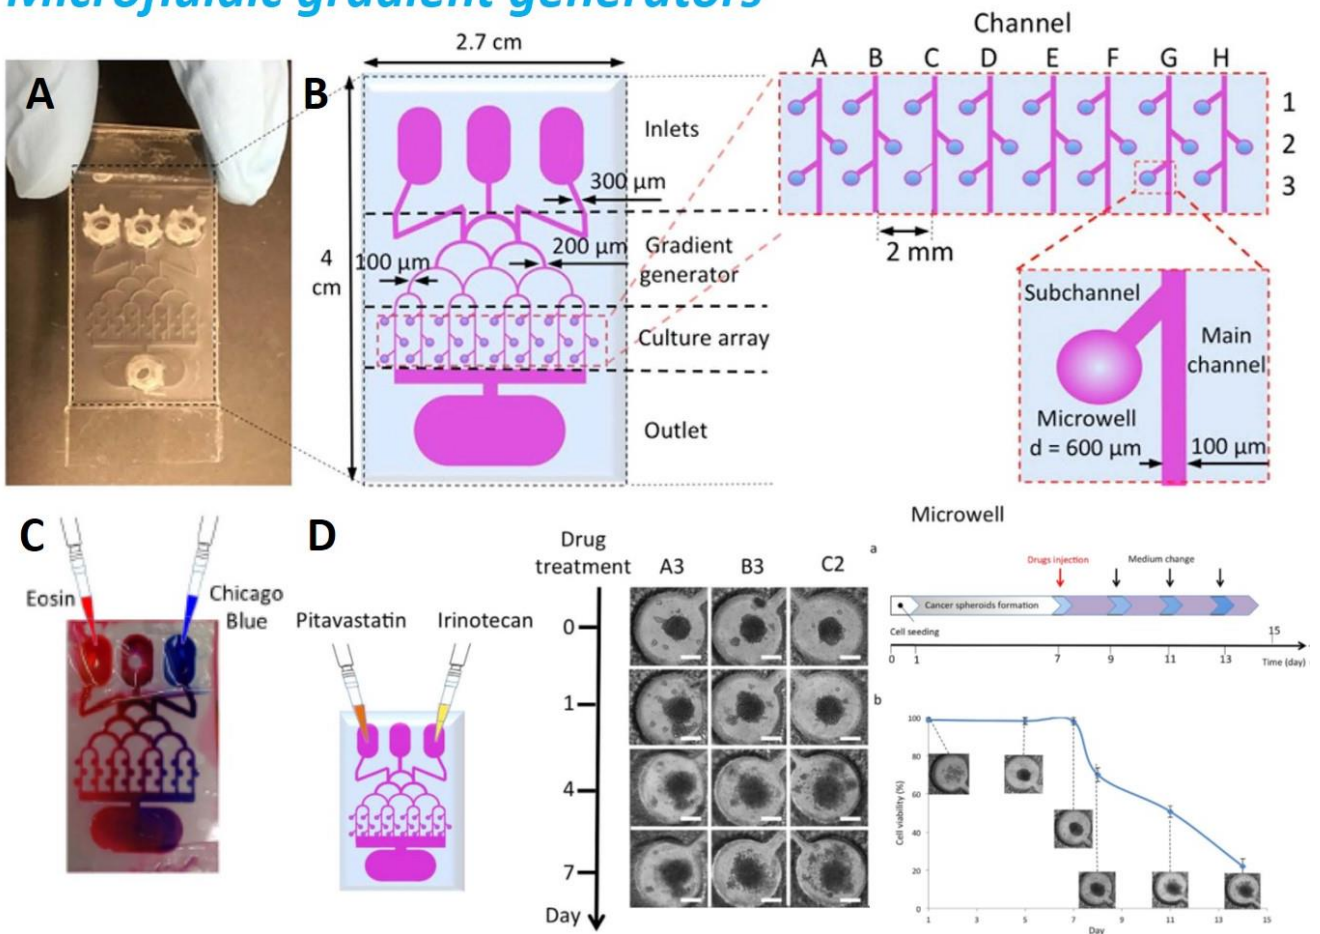 Microfluidic gradient generators
A
B
2.7 cm
4
cm
Inlets
300 µm
200 µm
100 µm
Gradient
generator
Culture array
Outlet
Channel
A B C D E F G H
1
2
3
2 mm
Subchannel
Main
channel
Microwell
d = 600 µm
100 µm
C
Eosin
Chicago
Blue
D
Pitavastatin
Irinotecan
Drug
treatment
Microwell
A3 B3 C2
0
1
4
7
Day
a
Drugs injection
Medium change
Cancer spheroids formation
Cell seeding
15
0 1 7 9 11 13 Time (day)
b
Cell viability (%)
100
80
60
40
20
0
1 3 5 7 9 11 13 15
Day